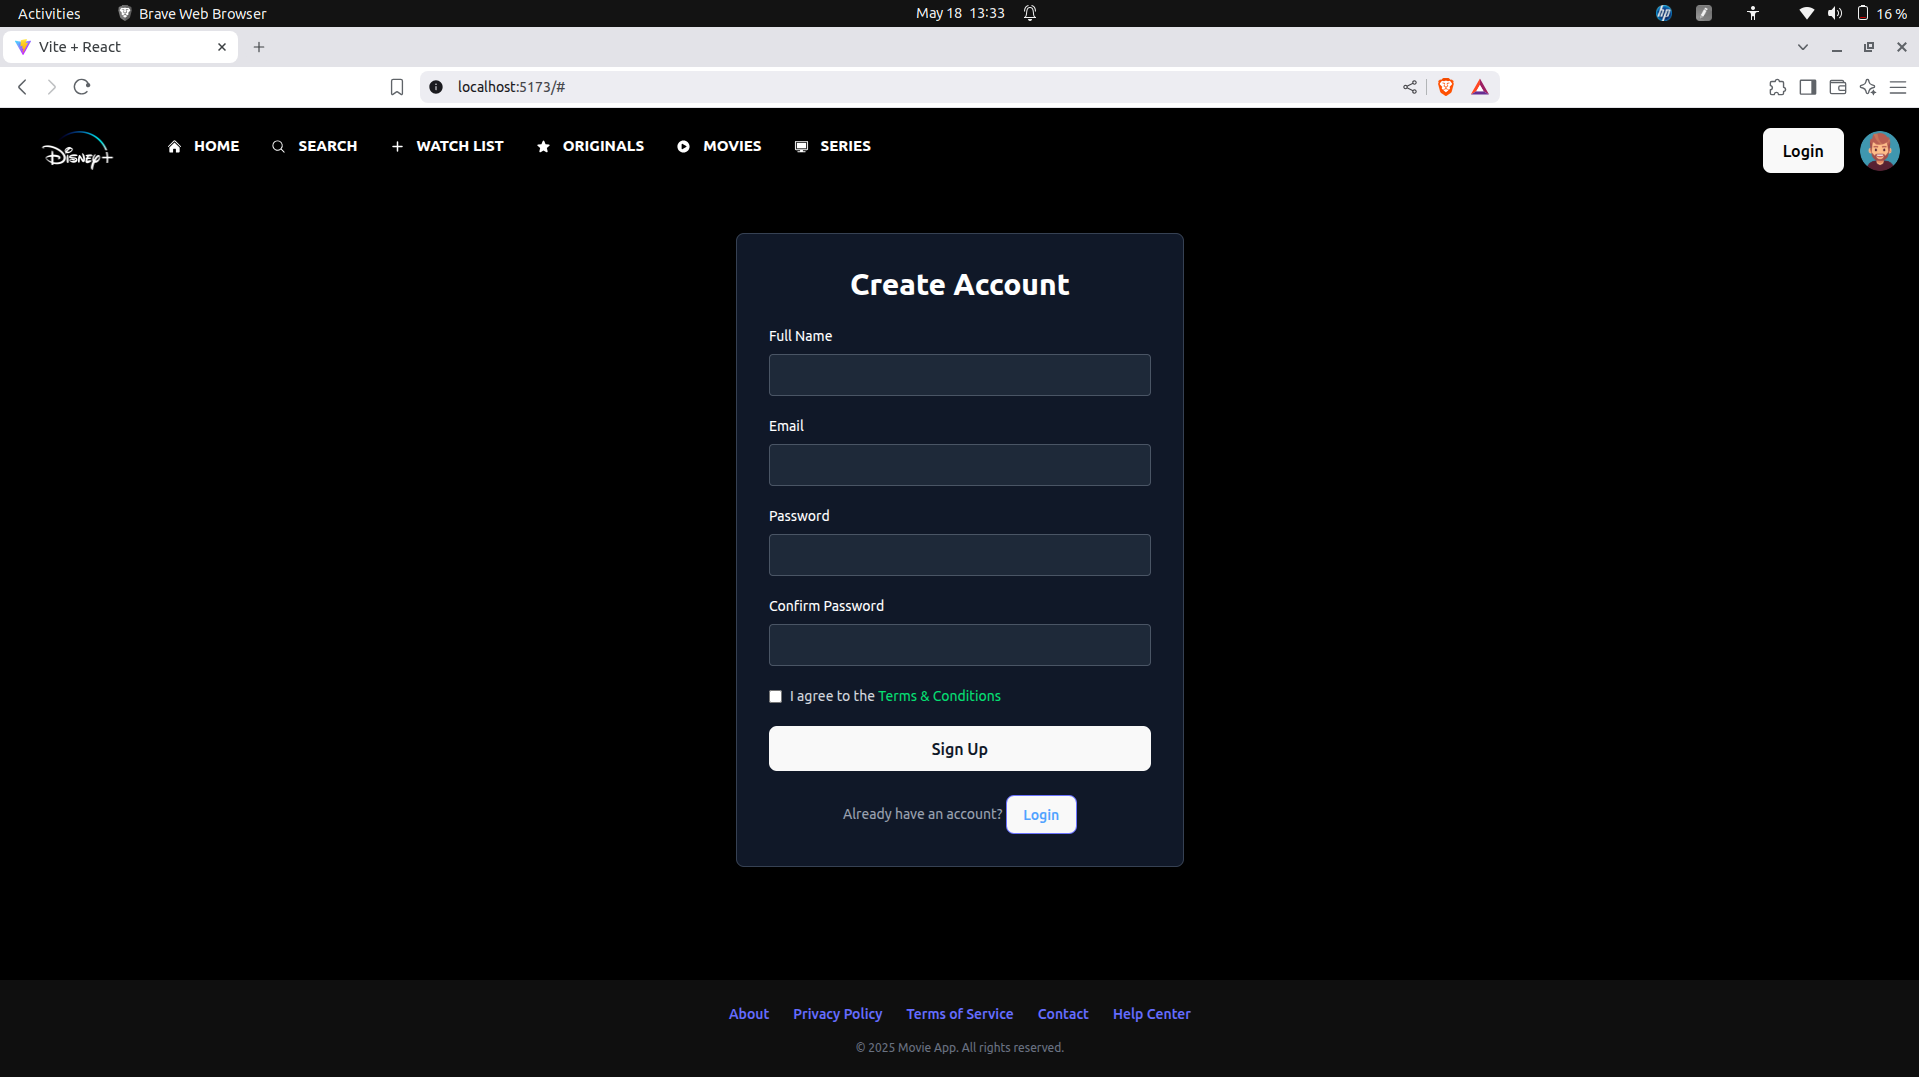 Activities Brave Web Browser May 18 13:33 hp 16 %
Vite + React
localhost:5173/#
Disney+ HOME SEARCH WATCH LIST ORIGINALS MOVIES SERIES Login
Create Account
Full Name
Email
Password
Confirm Password
I agree to the Terms & Conditions
Sign Up
Already have an account? Login
About Privacy Policy Terms of Service Contact Help Center
© 2025 Movie App. All rights reserved.